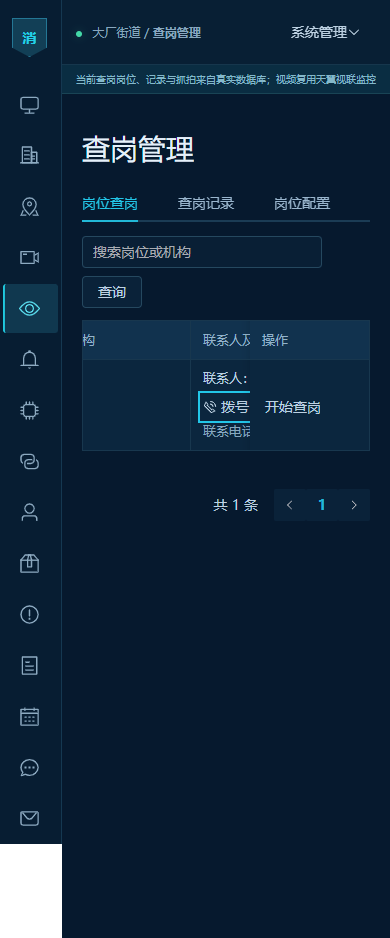 消
大厂街道 / 查岗管理
系统管理
当前查岗岗位、记录与抓拍来自真实数据库；视频复用天翼视联监控
查岗管理
岗位查岗 查岗记录 岗位配置
搜索岗位或机构
查询
构 联系人及 操作
联系人：
拨号 开始查岗
联系电话
共 1 条 1